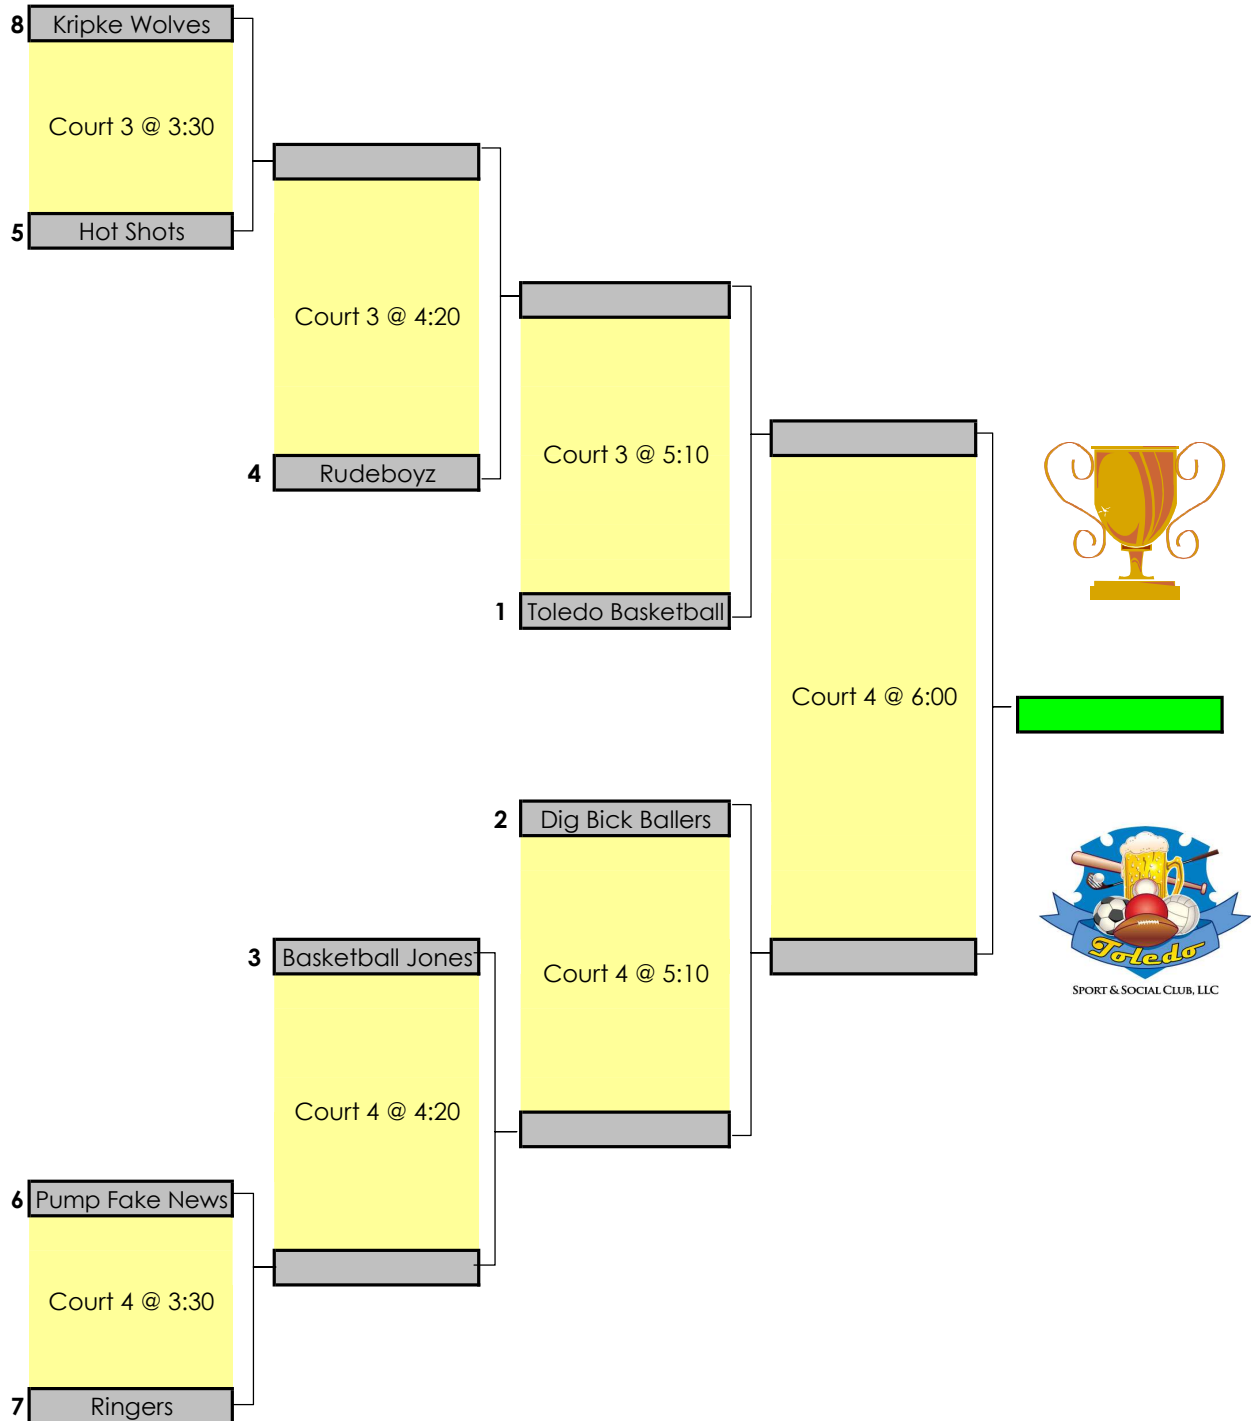 8 Kripke Wolves
Court 3 @ 3:30
5 Hot Shots
Court 3 @ 4:20
4 Rudeboyz
Court 3 @ 5:10
1 Toledo Basketball
Court 4 @ 6:00
2 Dig Bick Ballers
3 Basketball Jones
Court 4 @ 5:10
Toledo
SPORT & SOCIAL CLUB, LLC
Court 4 @ 4:20
6 Pump Fake News
Court 4 @ 3:30
7 Ringers